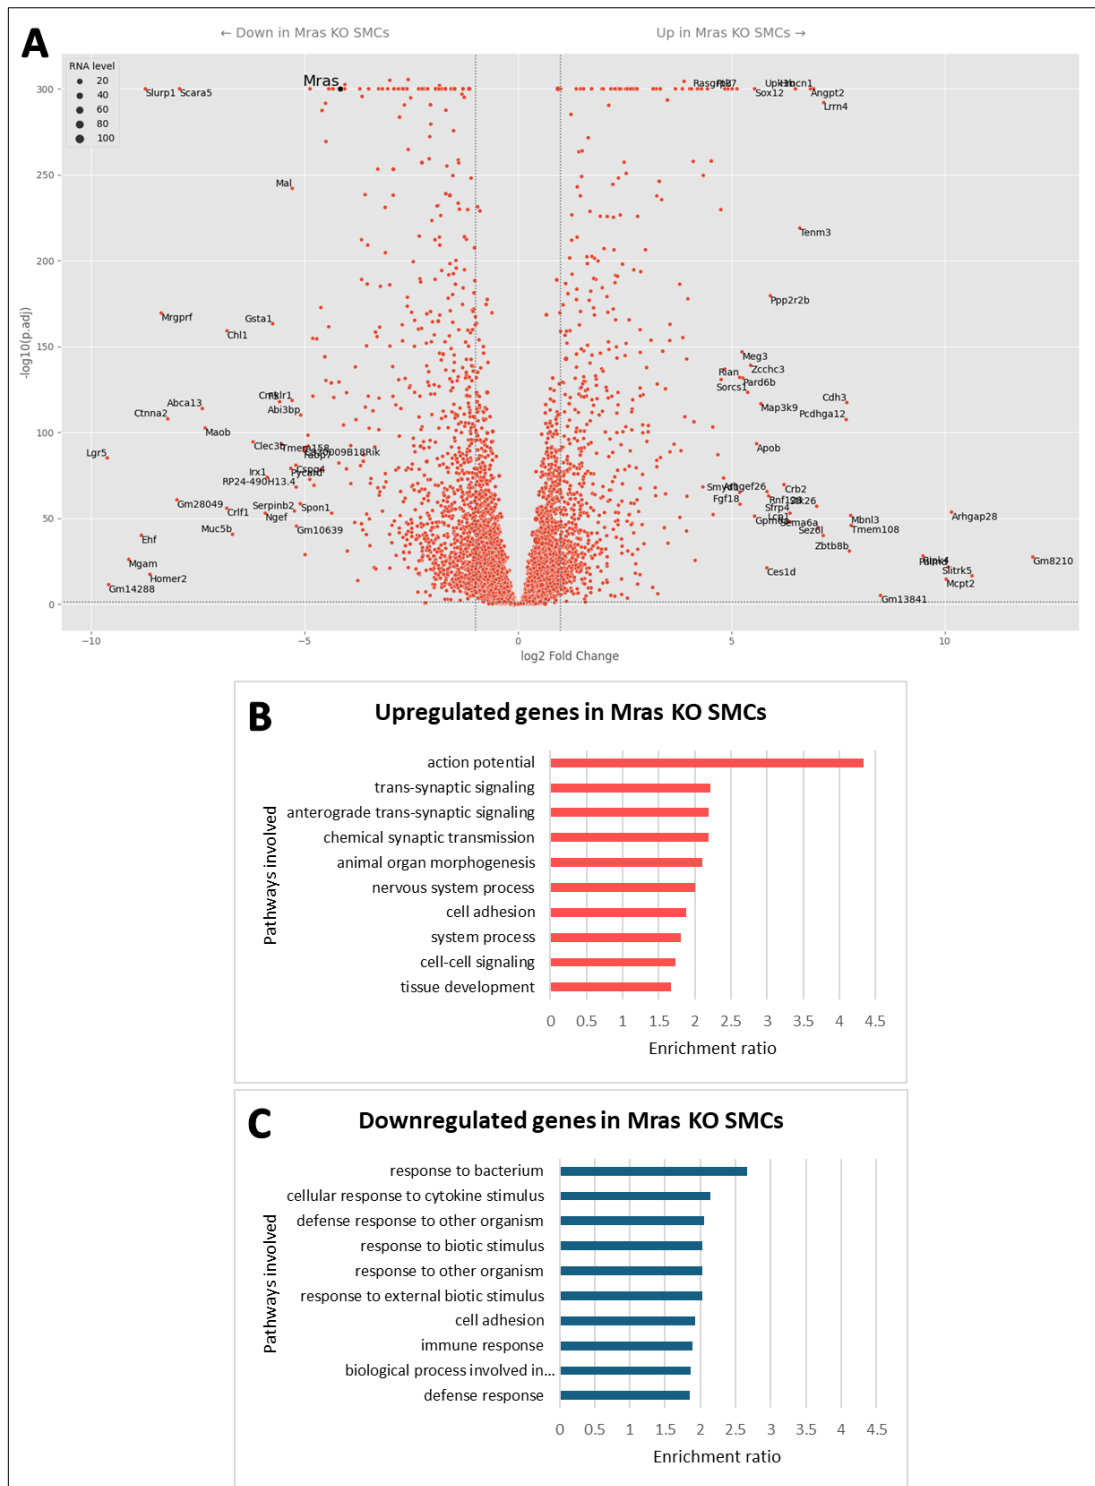 A
← Down in Mras KO SMCs
Up in Mras KO SMCs →
RNA level
20
40
60
80
100
-log10(p.adj)
300
250
200
150
100
50
0
−10
−5
0
5
10
log2 Fold Change
Mras
Slurp1
Scara5
Mal
Mrgprf
Gsta1
Chl1
Abca13
Ctnna2
Abi3bp
Maob
Clec3b
Lgr5
Irx1
Cspg4
RP24-490H13.4
Gm28049
Crlf1
Serpinb2
Spon1
Ngef
Muc5b
Gm10639
Ehf
Mgam
Homer2
Gm14288
Sox12
Angpt2
Lrrn4
Tenm3
Ppp2r2b
Meg3
Rian
Zcchc3
Pard6b
Sorcs1
Cdh3
Map3k9
Pcdhga12
Apob
Crb2
Fgf18
Sfrp4
Mbnl3
Tmem108
Sez6l
Zbtb8b
Arhgap28
Gm8210
Ces1d
Slitrk5
Mcpt2
Gm13841
B
Upregulated genes in Mras KO SMCs
Pathways involved
action potential
trans-synaptic signaling
anterograde trans-synaptic signaling
chemical synaptic transmission
animal organ morphogenesis
nervous system process
cell adhesion
system process
cell-cell signaling
tissue development
0 0.5 1 1.5 2 2.5 3 3.5 4 4.5
Enrichment ratio
C
Downregulated genes in Mras KO SMCs
Pathways involved
response to bacterium
cellular response to cytokine stimulus
defense response to other organism
response to biotic stimulus
response to other organism
response to external biotic stimulus
cell adhesion
immune response
biological process involved in...
defense response
0 0.5 1 1.5 2 2.5 3 3.5 4 4.5
Enrichment ratio